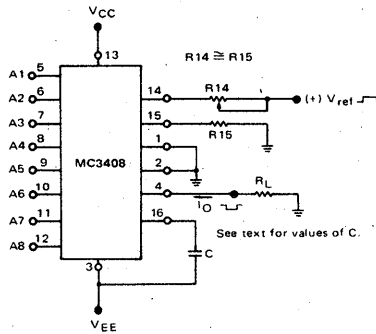 VCC
13
R14 ≅ R15
A1 5
A2 6
A3 7
A4 8
A5 9
A6 10
A7 11
A8 12
MC3408
14 R14 (+) Vref
15 R15
1
2
4 IO RL
16 C
See text for values of C.
3
VEE